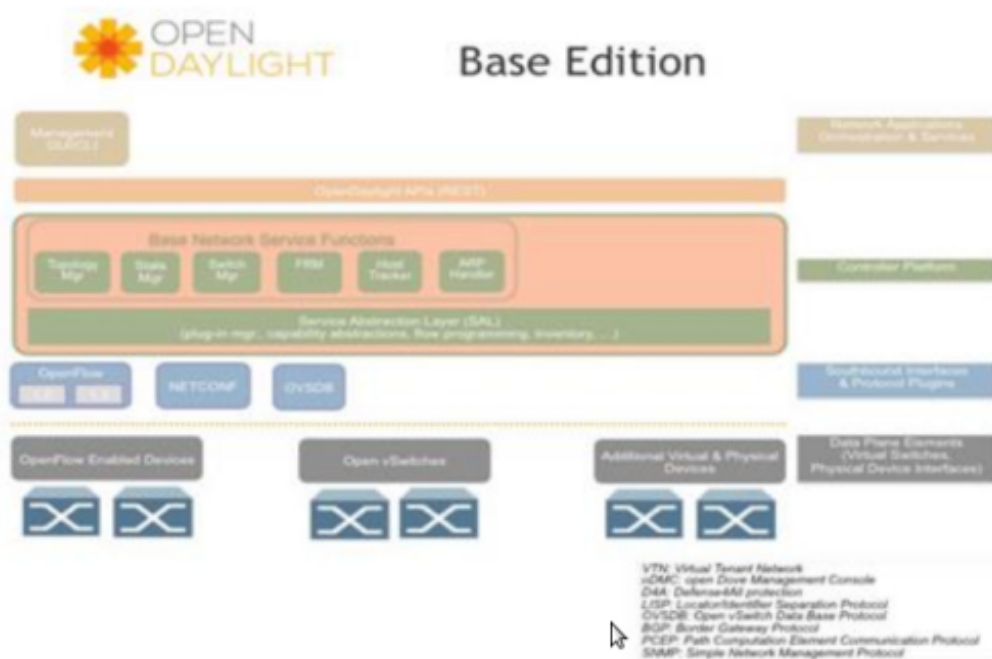 OPEN
DAYLIGHT
Base Edition
Management
(GUI/CLI)
Network Applications
Orchestration & Services
OpenDaylight APIs (REST)
Base Network Service Functions
Topology
Mgr
Stats
Mgr
Switch
Mgr
FRM
Host
Tracker
ARP
Handler
Controller Platform
Service Abstraction Layer (SAL)
(plug-in mgr., capability abstractions, flow programming, inventory, ...)
OpenFlow
NETCONF
OVSDB
Southbound Interfaces
& Protocol Plugins
OpenFlow Enabled Devices
Open vSwitches
Additional Virtual & Physical
Devices
Data Plane Elements
(Virtual Switches,
Physical Device Interfaces)
VTN: Virtual Tenant Network
oDMC: open Dove Management Console
D4A: Defense4All protection
LISP: Locator/Identifier Separation Protocol
OVSDB: Open vSwitch Data Base Protocol
BGP: Border Gateway Protocol
PCEP: Path Computation Element Communication Protocol
SNMP: Simple Network Management Protocol